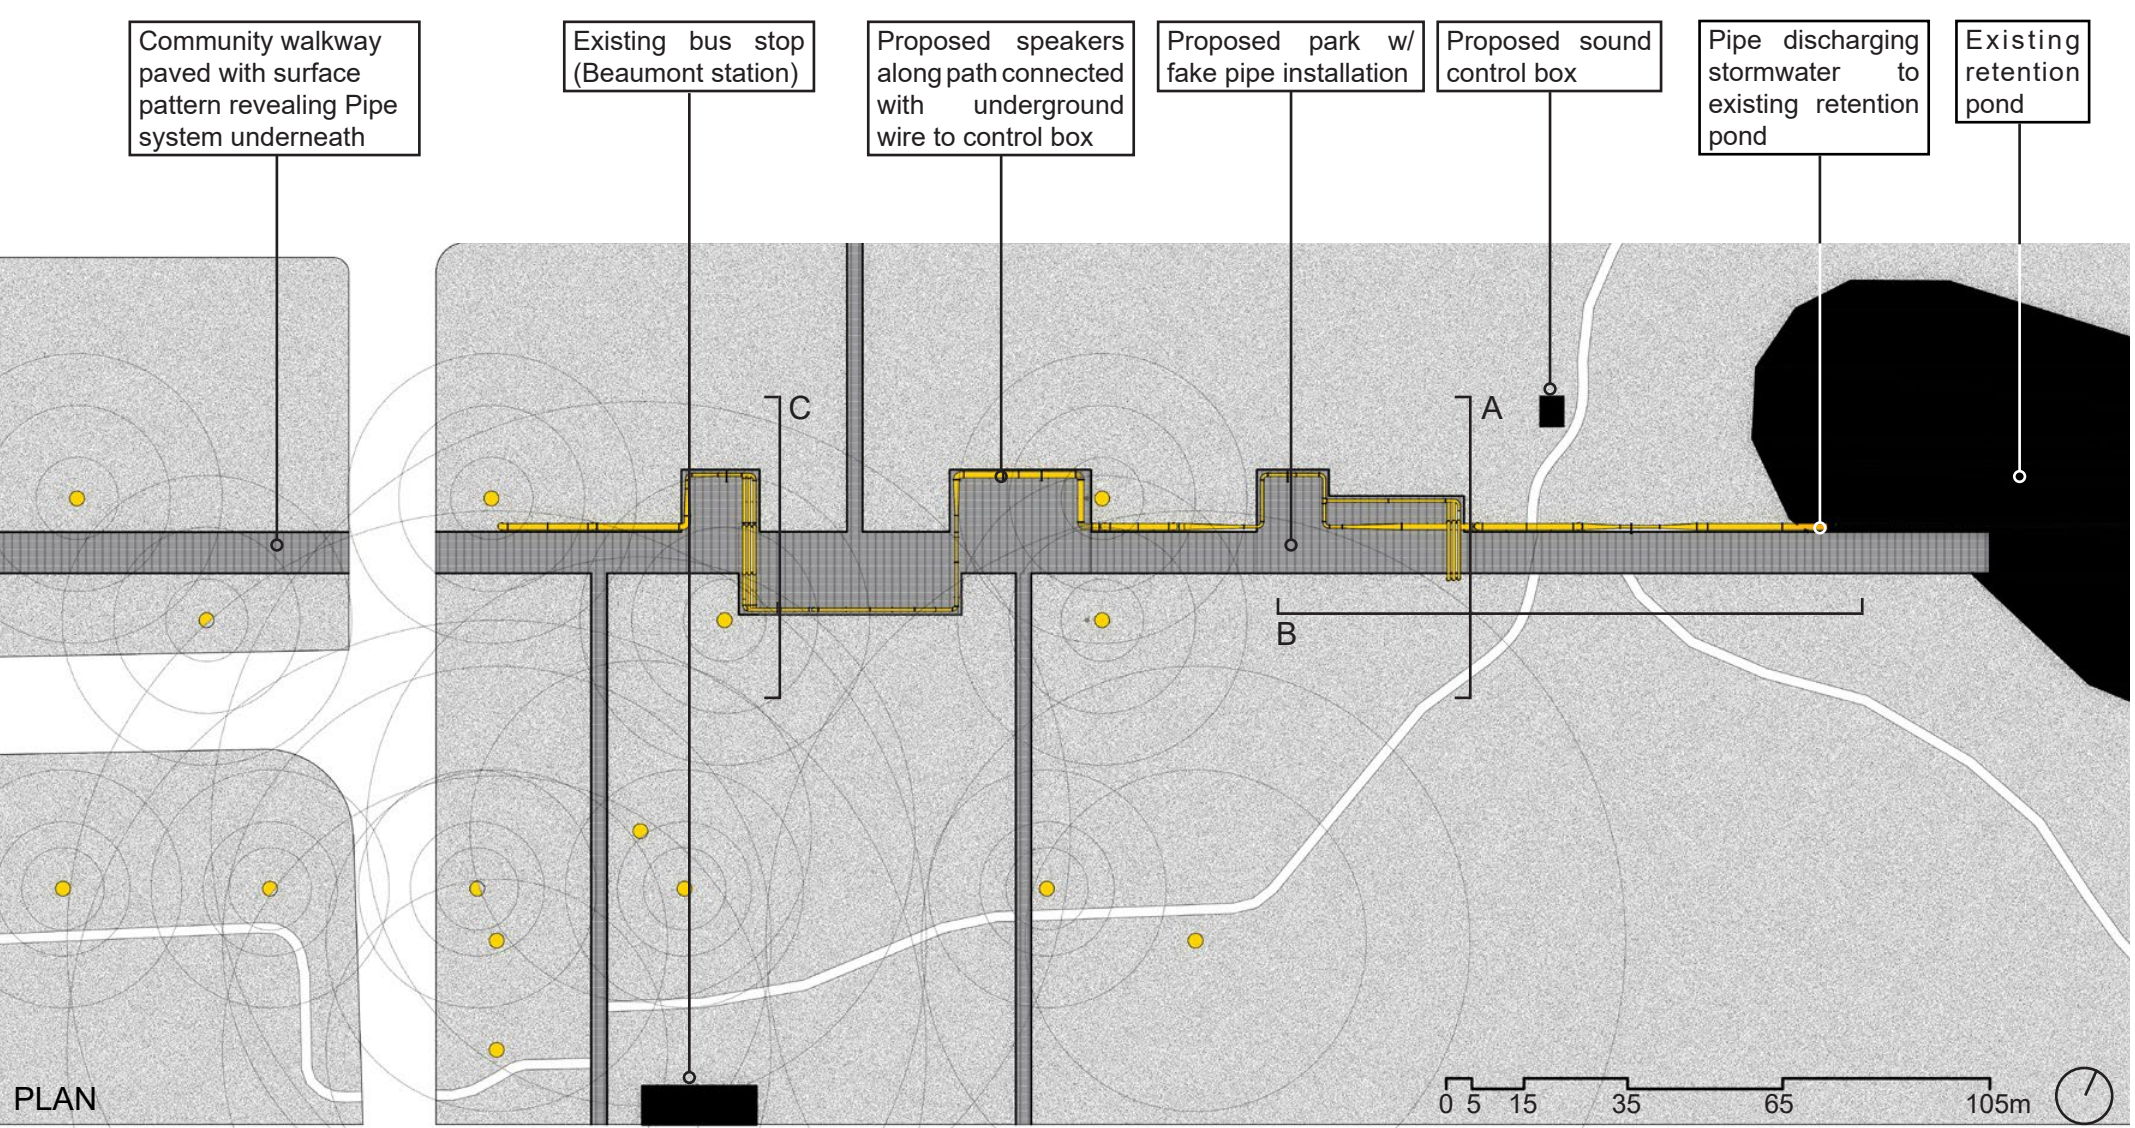 Community walkway
paved with surface
pattern revealing Pipe
system underneath
Existing bus stop
(Beaumont station)
Proposed speakers
along path connected
with underground
wire to control box
Proposed park w/
fake pipe installation
Proposed sound
control box
Pipe discharging
stormwater to
existing retention
pond
Existing
retention
pond
C
A
B
PLAN
0 5 15 35 65 105m